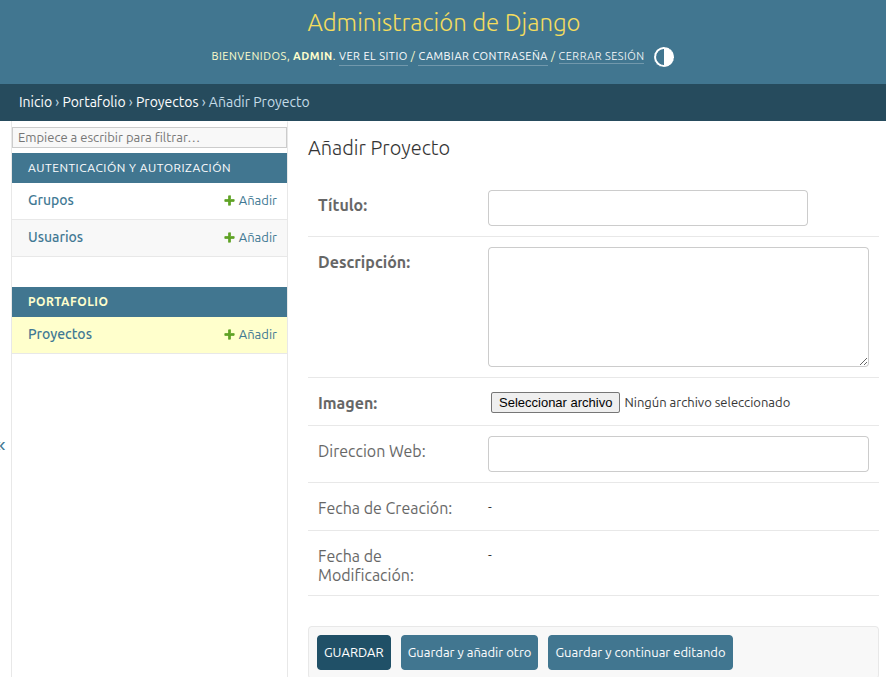 Administración de Django
BIENVENIDOS, ADMIN. VER EL SITIO / CAMBIAR CONTRASEÑA / CERRAR SESIÓN
Inicio › Portafolio › Proyectos › Añadir Proyecto
Empiece a escribir para filtrar…
AUTENTICACIÓN Y AUTORIZACIÓN
Grupos Añadir
Usuarios Añadir
PORTAFOLIO
Proyectos Añadir
«
Añadir Proyecto
Título:
Descripción:
Imagen: Seleccionar archivo Ningún archivo seleccionado
Direccion Web:
Fecha de Creación: -
Fecha de -
Modificación:
GUARDAR Guardar y añadir otro Guardar y continuar editando